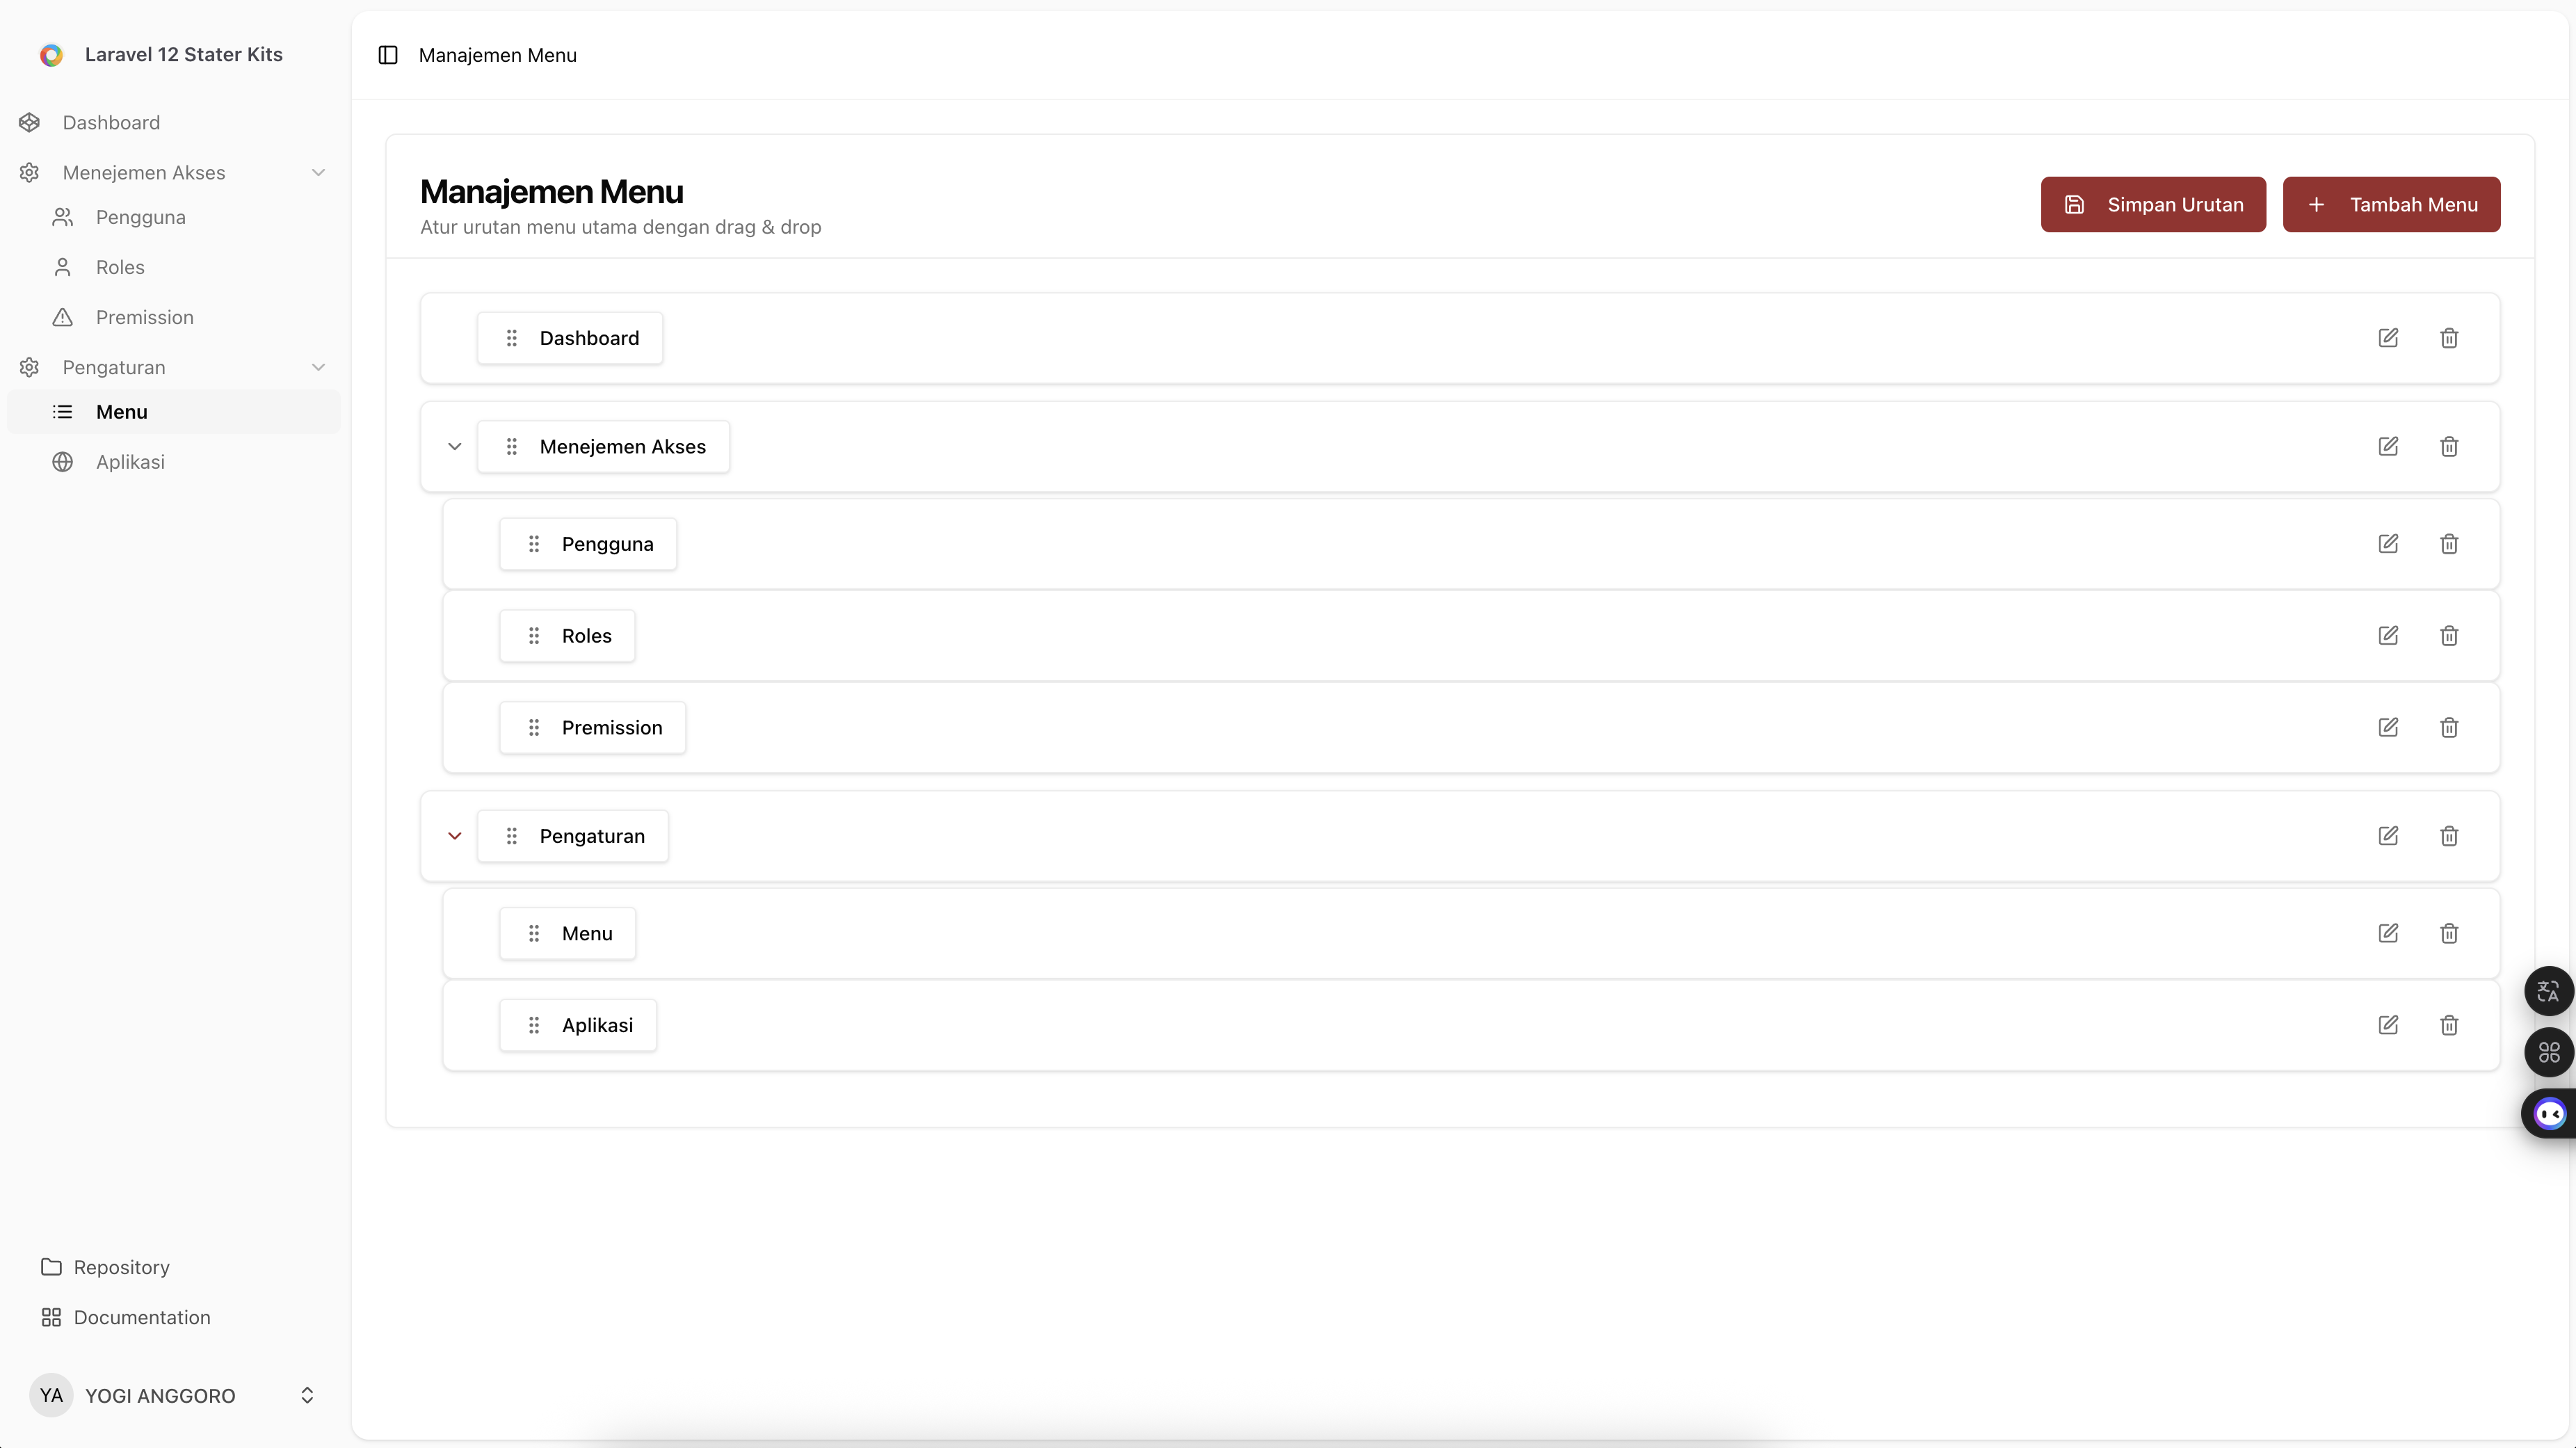 Laravel 12 Stater Kits
Dashboard
Menejemen Akses
Pengguna
Roles
Premission
Pengaturan
Menu
Aplikasi
Repository
Documentation
YA
YOGI ANGGORO
Manajemen Menu
Manajemen Menu
Atur urutan menu utama dengan drag & drop
Simpan Urutan
Tambah Menu
Dashboard
Menejemen Akses
Pengguna
Roles
Premission
Pengaturan
Menu
Aplikasi